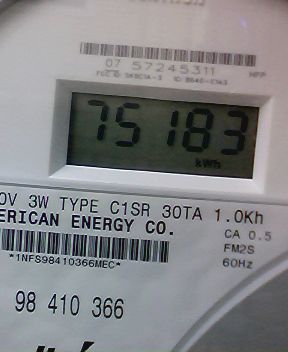 07 57245311
HFP
75183
kWh
0V 3W TYPE C1SR 30TA 1.0Kh
ERICAN ENERGY CO.
CA 0.5
FM2S
60Hz
*1NFS98410366MEC*
98 410 366